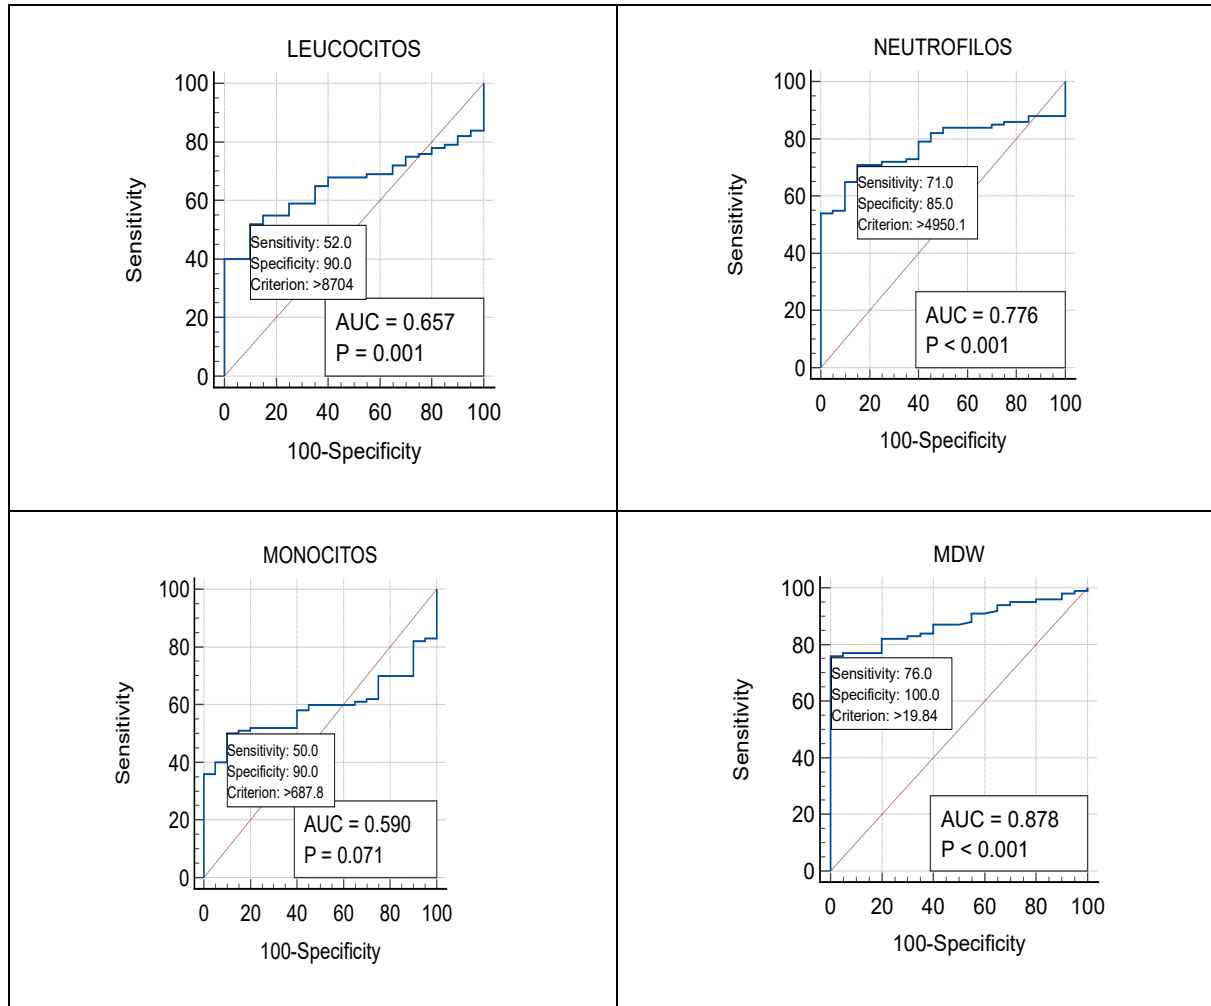 LEUCOCITOS
100
80
60
40
20
0
Sensitivity
Sensitivity: 52.0
Specificity: 90.0
Criterion: >8704
AUC = 0.657
P = 0.001
0 20 40 60 80 100
100-Specificity
NEUTROFILOS
100
80
60
40
20
0
Sensitivity
Sensitivity: 71.0
Specificity: 85.0
Criterion: >4950.1
AUC = 0.776
P < 0.001
0 20 40 60 80 100
100-Specificity
MONOCITOS
100
80
60
40
20
0
Sensitivity
Sensitivity: 50.0
Specificity: 90.0
Criterion: >687.8
AUC = 0.590
P = 0.071
0 20 40 60 80 100
100-Specificity
MDW
100
80
60
40
20
0
Sensitivity
Sensitivity: 76.0
Specificity: 100.0
Criterion: >19.84
AUC = 0.878
P < 0.001
0 20 40 60 80 100
100-Specificity